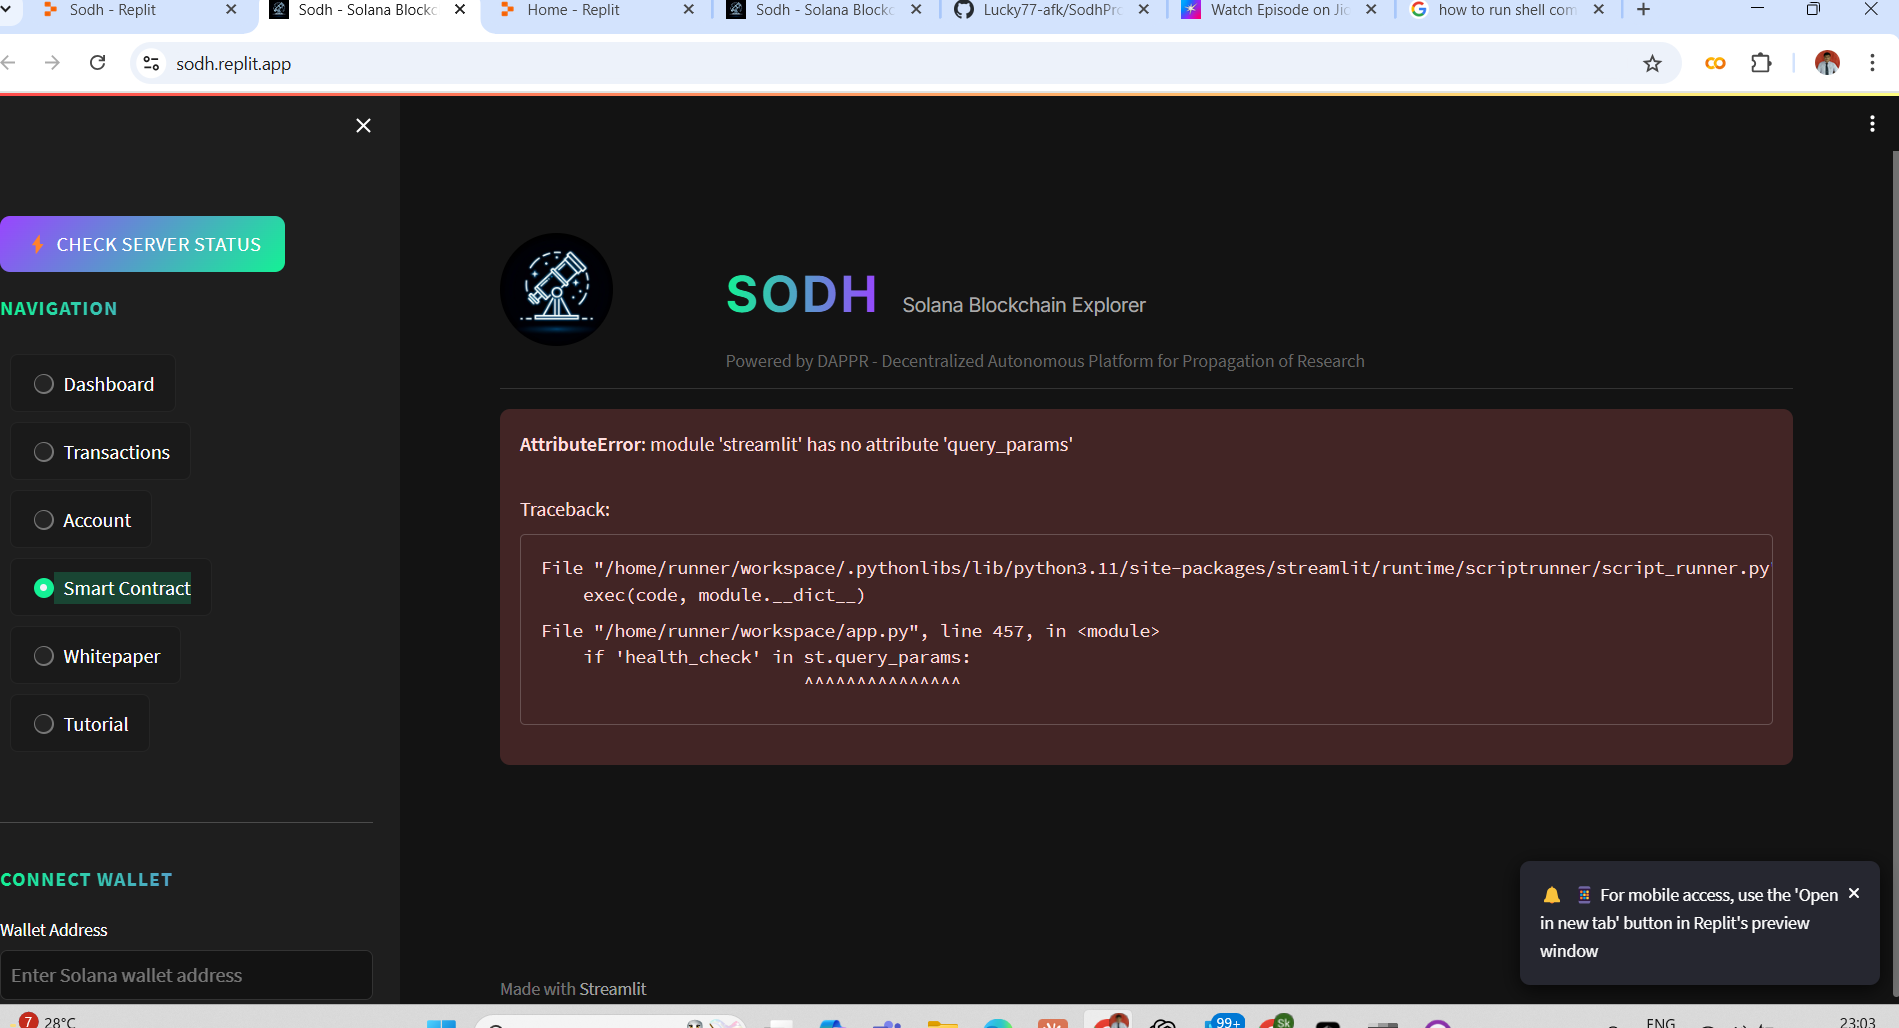 Sodh - Replit
Sodh - Solana Blockc
Home - Replit
Sodh - Solana Blockc
Lucky77-afk/SodhPro
Watch Episode on Jio
how to run shell com
sodh.replit.app
CHECK SERVER STATUS
NAVIGATION
Dashboard
Transactions
Account
Smart Contract
Whitepaper
Tutorial
CONNECT WALLET
Wallet Address
Enter Solana wallet address
SODH Solana Blockchain Explorer
Powered by DAPPR - Decentralized Autonomous Platform for Propagation of Research
AttributeError: module 'streamlit' has no attribute 'query_params'
Traceback:
File "/home/runner/workspace/.pythonlibs/lib/python3.11/site-packages/streamlit/runtime/scriptrunner/script_runner.py"
exec(code, module.__dict__)
File "/home/runner/workspace/app.py", line 457, in <module>
if 'health_check' in st.query_params:
^^^^^^^^^^^^^^^
Made with Streamlit
For mobile access, use the 'Open
in new tab' button in Replit's preview
window
7 28°C
99+
Sk
ENG
23:03